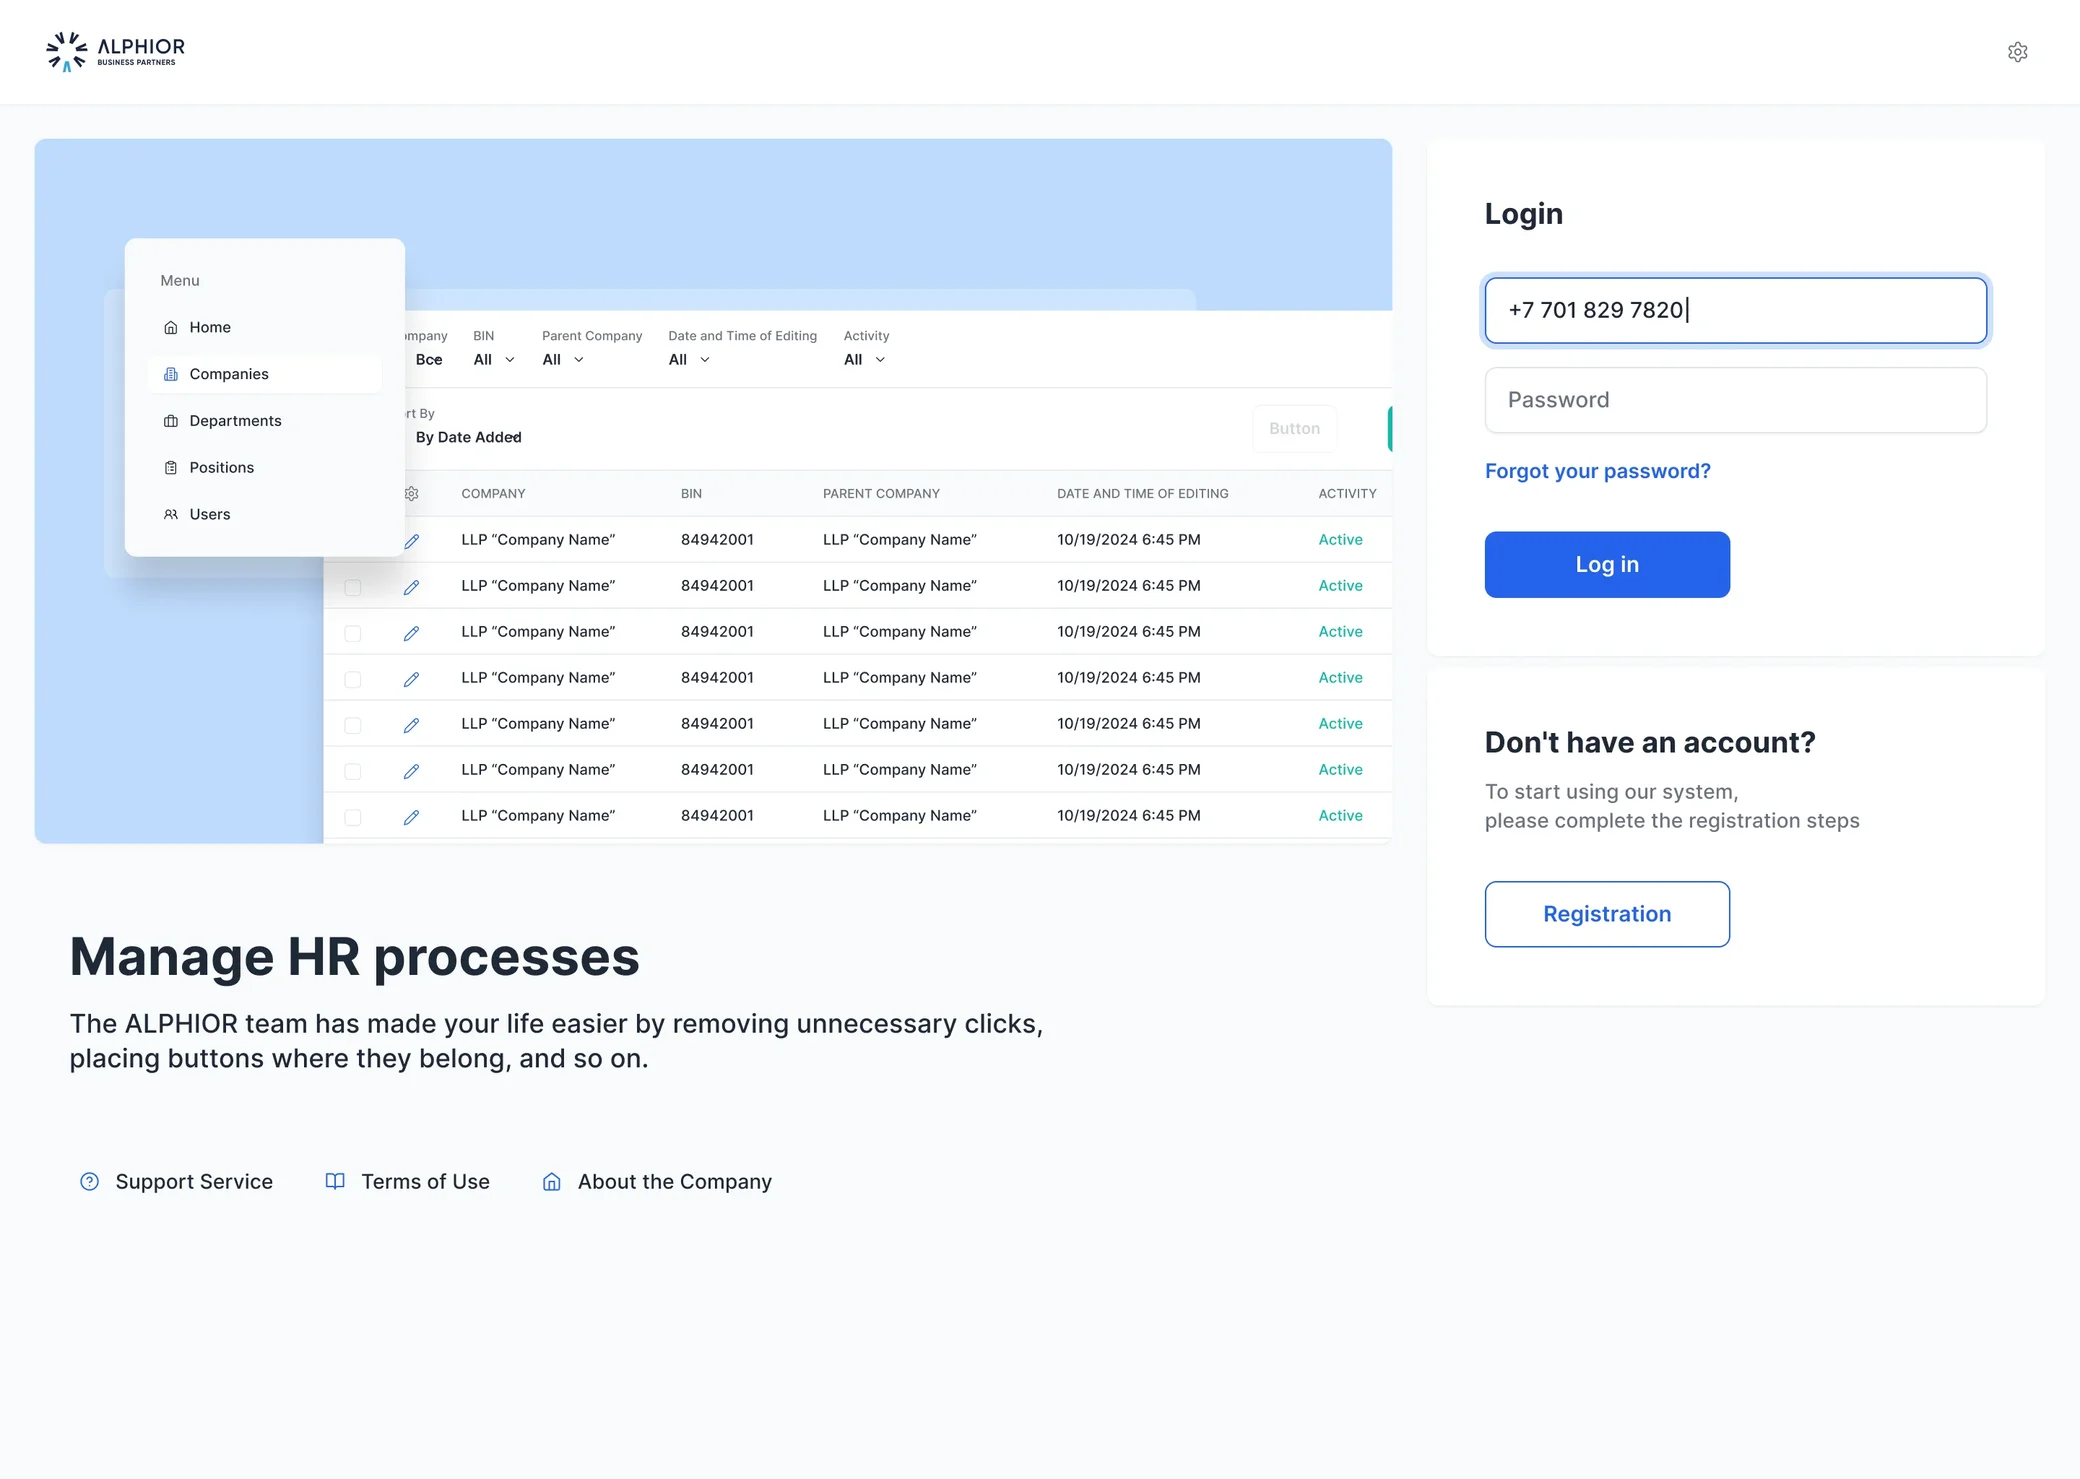 ALPHIOR
BUSINESS PARTNERS
Menu
Home
Companies
Departments
Positions
Users
BIN
Parent Company
Date and Time of Editing
Activity
Все
All
All
All
All
By
By Date Added
Button
COMPANY
BIN
PARENT COMPANY
DATE AND TIME OF EDITING
ACTIVITY
LLP “Company Name” 84942001 LLP “Company Name” 10/19/2024 6:45 PM Active
LLP “Company Name” 84942001 LLP “Company Name” 10/19/2024 6:45 PM Active
LLP “Company Name” 84942001 LLP “Company Name” 10/19/2024 6:45 PM Active
LLP “Company Name” 84942001 LLP “Company Name” 10/19/2024 6:45 PM Active
LLP “Company Name” 84942001 LLP “Company Name” 10/19/2024 6:45 PM Active
LLP “Company Name” 84942001 LLP “Company Name” 10/19/2024 6:45 PM Active
LLP “Company Name” 84942001 LLP “Company Name” 10/19/2024 6:45 PM Active
Manage HR processes
The ALPHIOR team has made your life easier by removing unnecessary clicks,
placing buttons where they belong, and so on.
Support Service
Terms of Use
About the Company
Login
+7 701 829 7820
Password
Forgot your password?
Log in
Don't have an account?
To start using our system,
please complete the registration steps
Registration